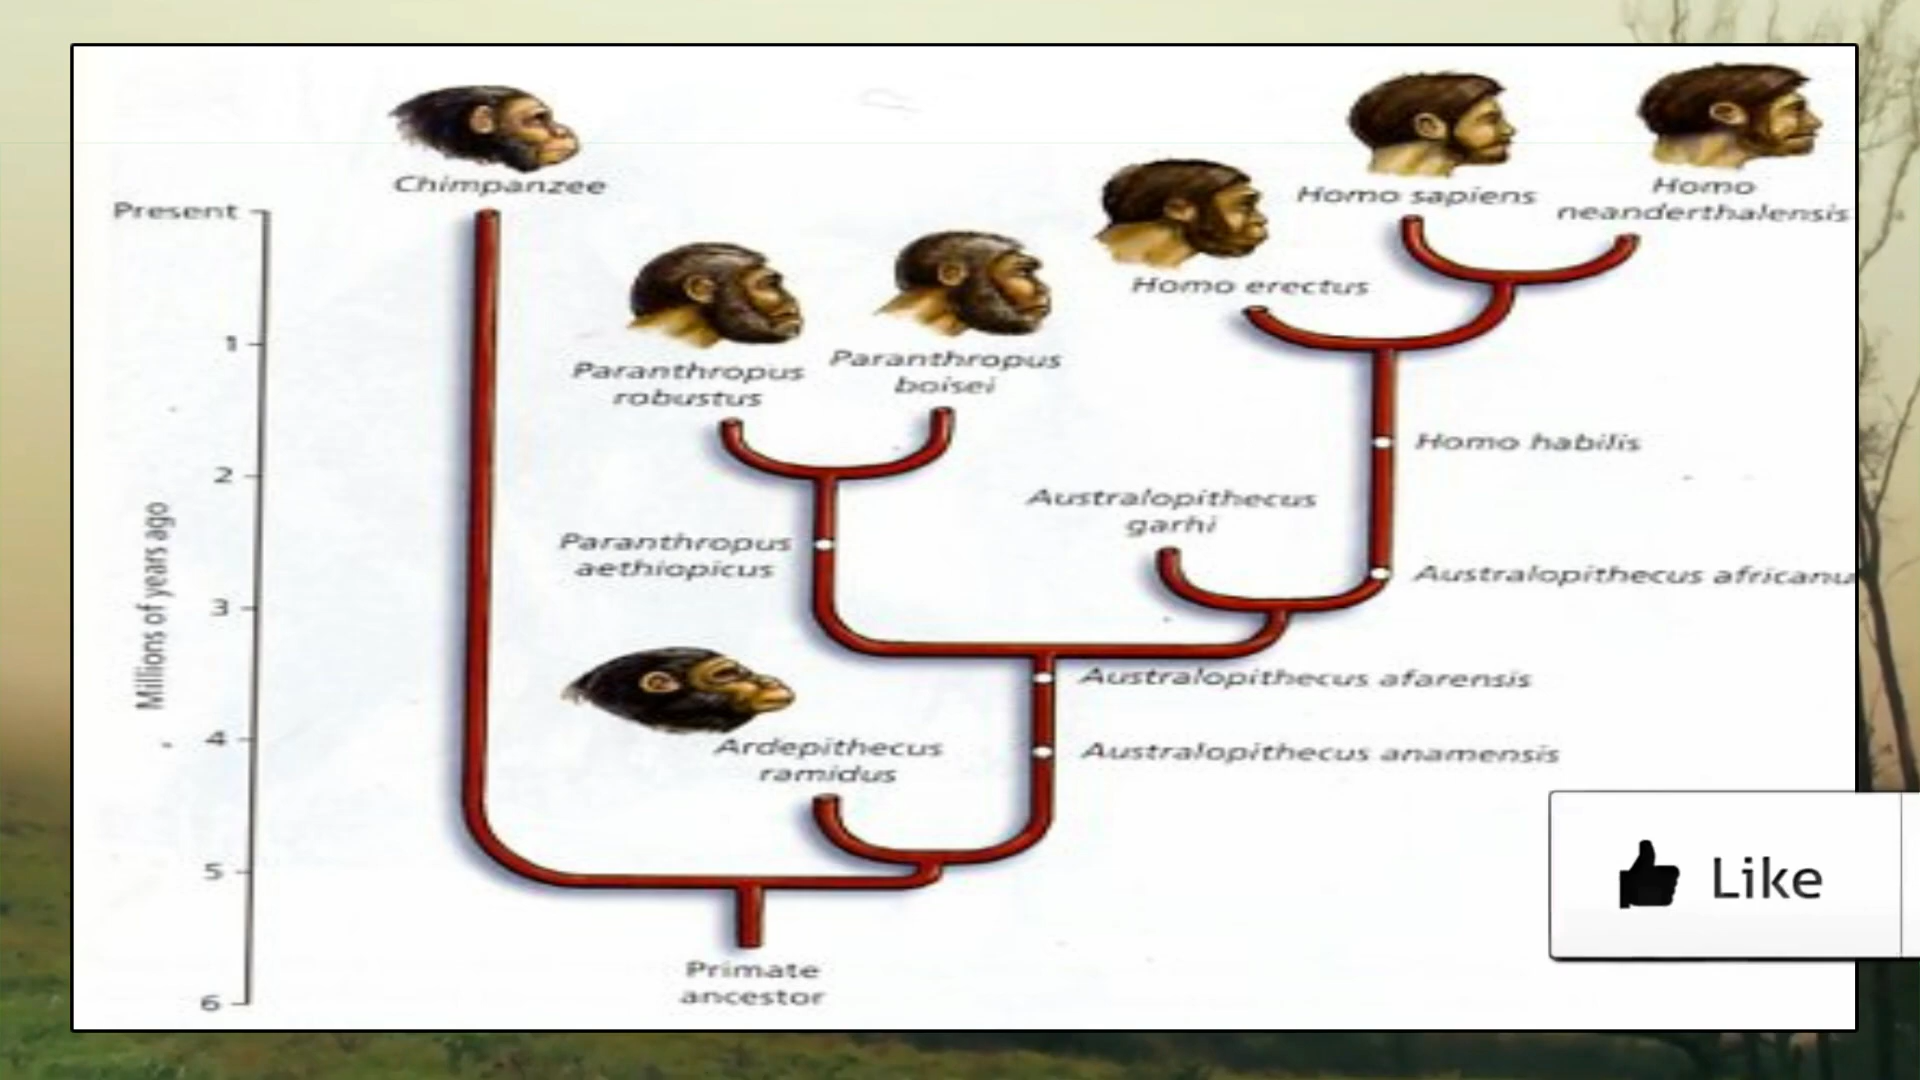 Chimpanzee
Homo sapiens
Homo
neanderthalensis
Present
Homo erectus
Paranthropus
robustus
Paranthropus
boisei
1
Homo habilis
2
Australopithecus
garhi
Paranthropus
aethiopicus
Australopithecus africanu
3
Millions of years ago
Australopithecus afarensis
4
Ardepithecus
ramidus
Australopithecus anamensis
5
Like
Primate
ancestor
6